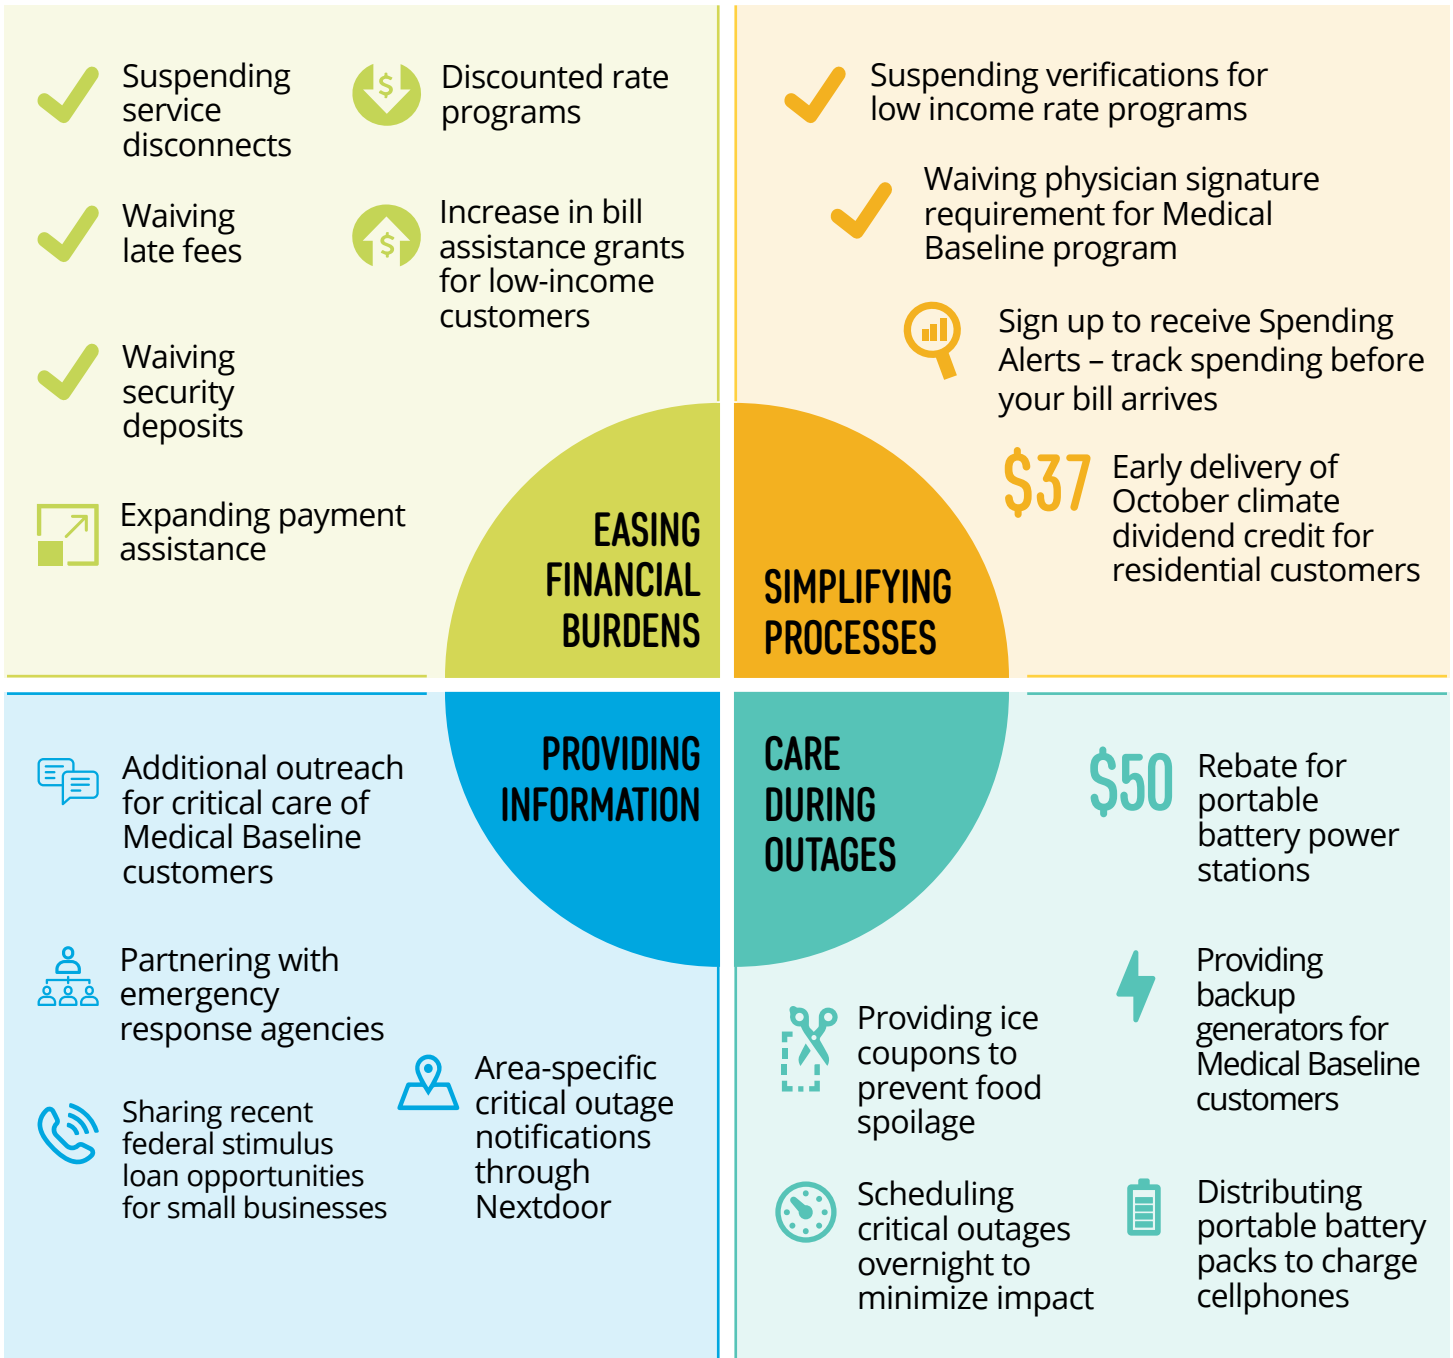 Suspending
service
disconnects
Waiving
late fees
Waiving
security
deposits
Expanding payment
assistance
Discounted rate
programs
Increase in bill
assistance grants
for low-income
customers
EASING
FINANCIAL
BURDENS
Suspending verifications for
low income rate programs
Waiving physician signature
requirement for Medical
Baseline program
Sign up to receive Spending
Alerts – track spending before
your bill arrives
$37
Early delivery of
October climate
dividend credit for
residential customers
SIMPLIFYING
PROCESSES
PROVIDING
INFORMATION
Additional outreach
for critical care of
Medical Baseline
customers
Partnering with
emergency
response agencies
Sharing recent
federal stimulus
loan opportunities
for small businesses
Area-specific
critical outage
notifications
through
Nextdoor
CARE
DURING
OUTAGES
$50
Rebate for
portable
battery power
stations
Providing
backup
generators for
Medical Baseline
customers
Providing ice
coupons to
prevent food
spoilage
Scheduling
critical outages
overnight to
minimize impact
Distributing
portable battery
packs to charge
cellphones